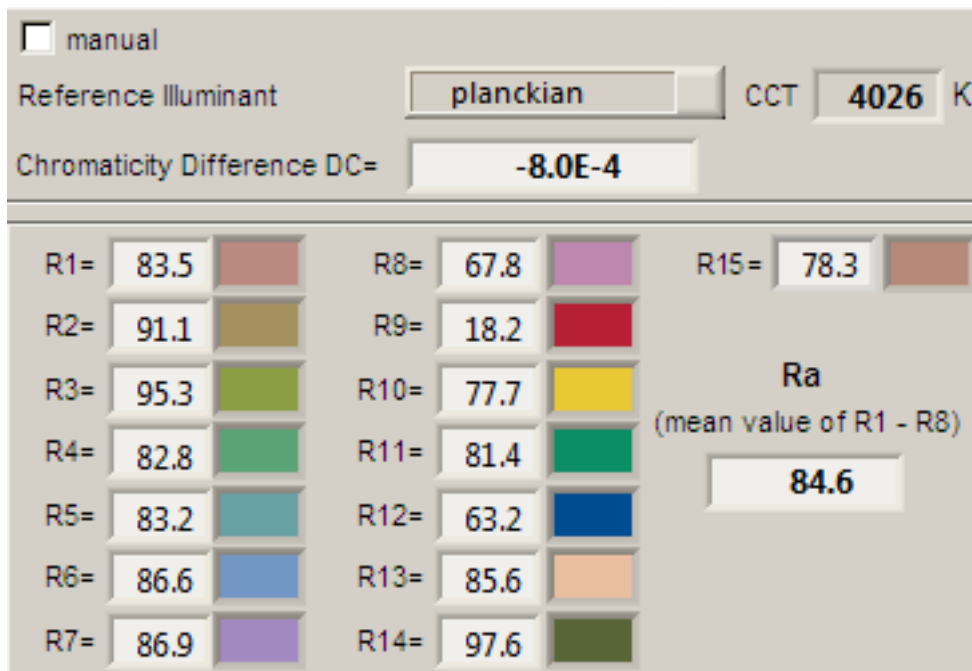 manual
Reference Illuminant planckian CCT 4026 K
Chromaticity Difference DC= -8.0E-4
R1= 83.5 R8= 67.8 R15= 78.3
R2= 91.1 R9= 18.2
R3= 95.3 R10= 77.7 Ra
(mean value of R1 - R8)
R4= 82.8 R11= 81.4
84.6
R5= 83.2 R12= 63.2
R6= 86.6 R13= 85.6
R7= 86.9 R14= 97.6